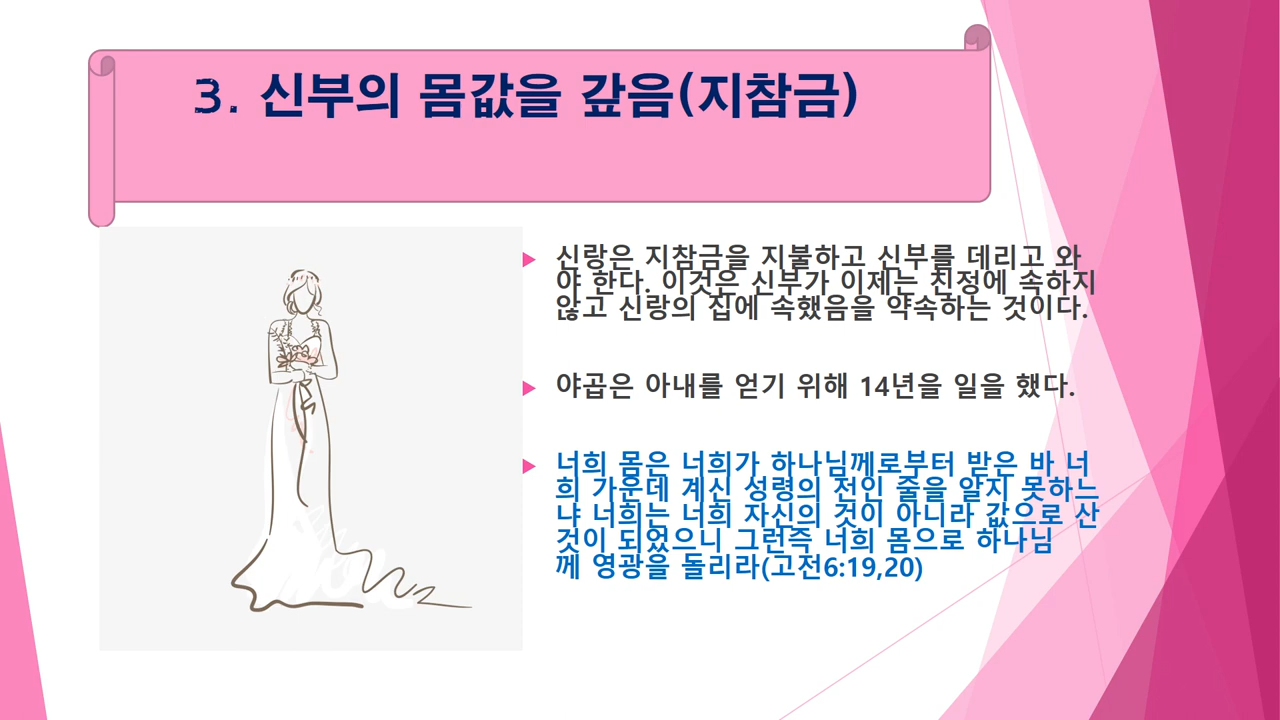 3. 신부의 몸값을 갚음(지참금)
신랑은 지참금을 지불하고 신부를 데리고 와
야 한다. 이것은 신부가 이제는 친정에 속하지
않고 신랑의 집에 속했음을 약속하는 것이다.
야곱은 아내를 얻기 위해 14년을 일을 했다.
너희 몸은 너희가 하나님께로부터 받은 바 너
희 가운데 계신 성령의 전인 줄을 알지 못하느
냐 너희는 너희 자신의 것이 아니라 값으로 산
것이 되었으니 그런즉 너희 몸으로 하나님
께 영광을 돌리라(고전6:19,20)